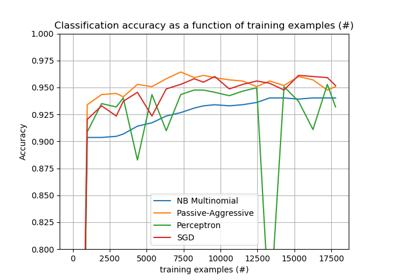 Classification accuracy as a function of training examples (#)
1.000
0.975
0.950
0.925
0.900
0.875
0.850
0.825
0.800
Accuracy
NB Multinomial
Passive-Aggressive
Perceptron
SGD
0 2500 5000 7500 10000 12500 15000 17500
training examples (#)